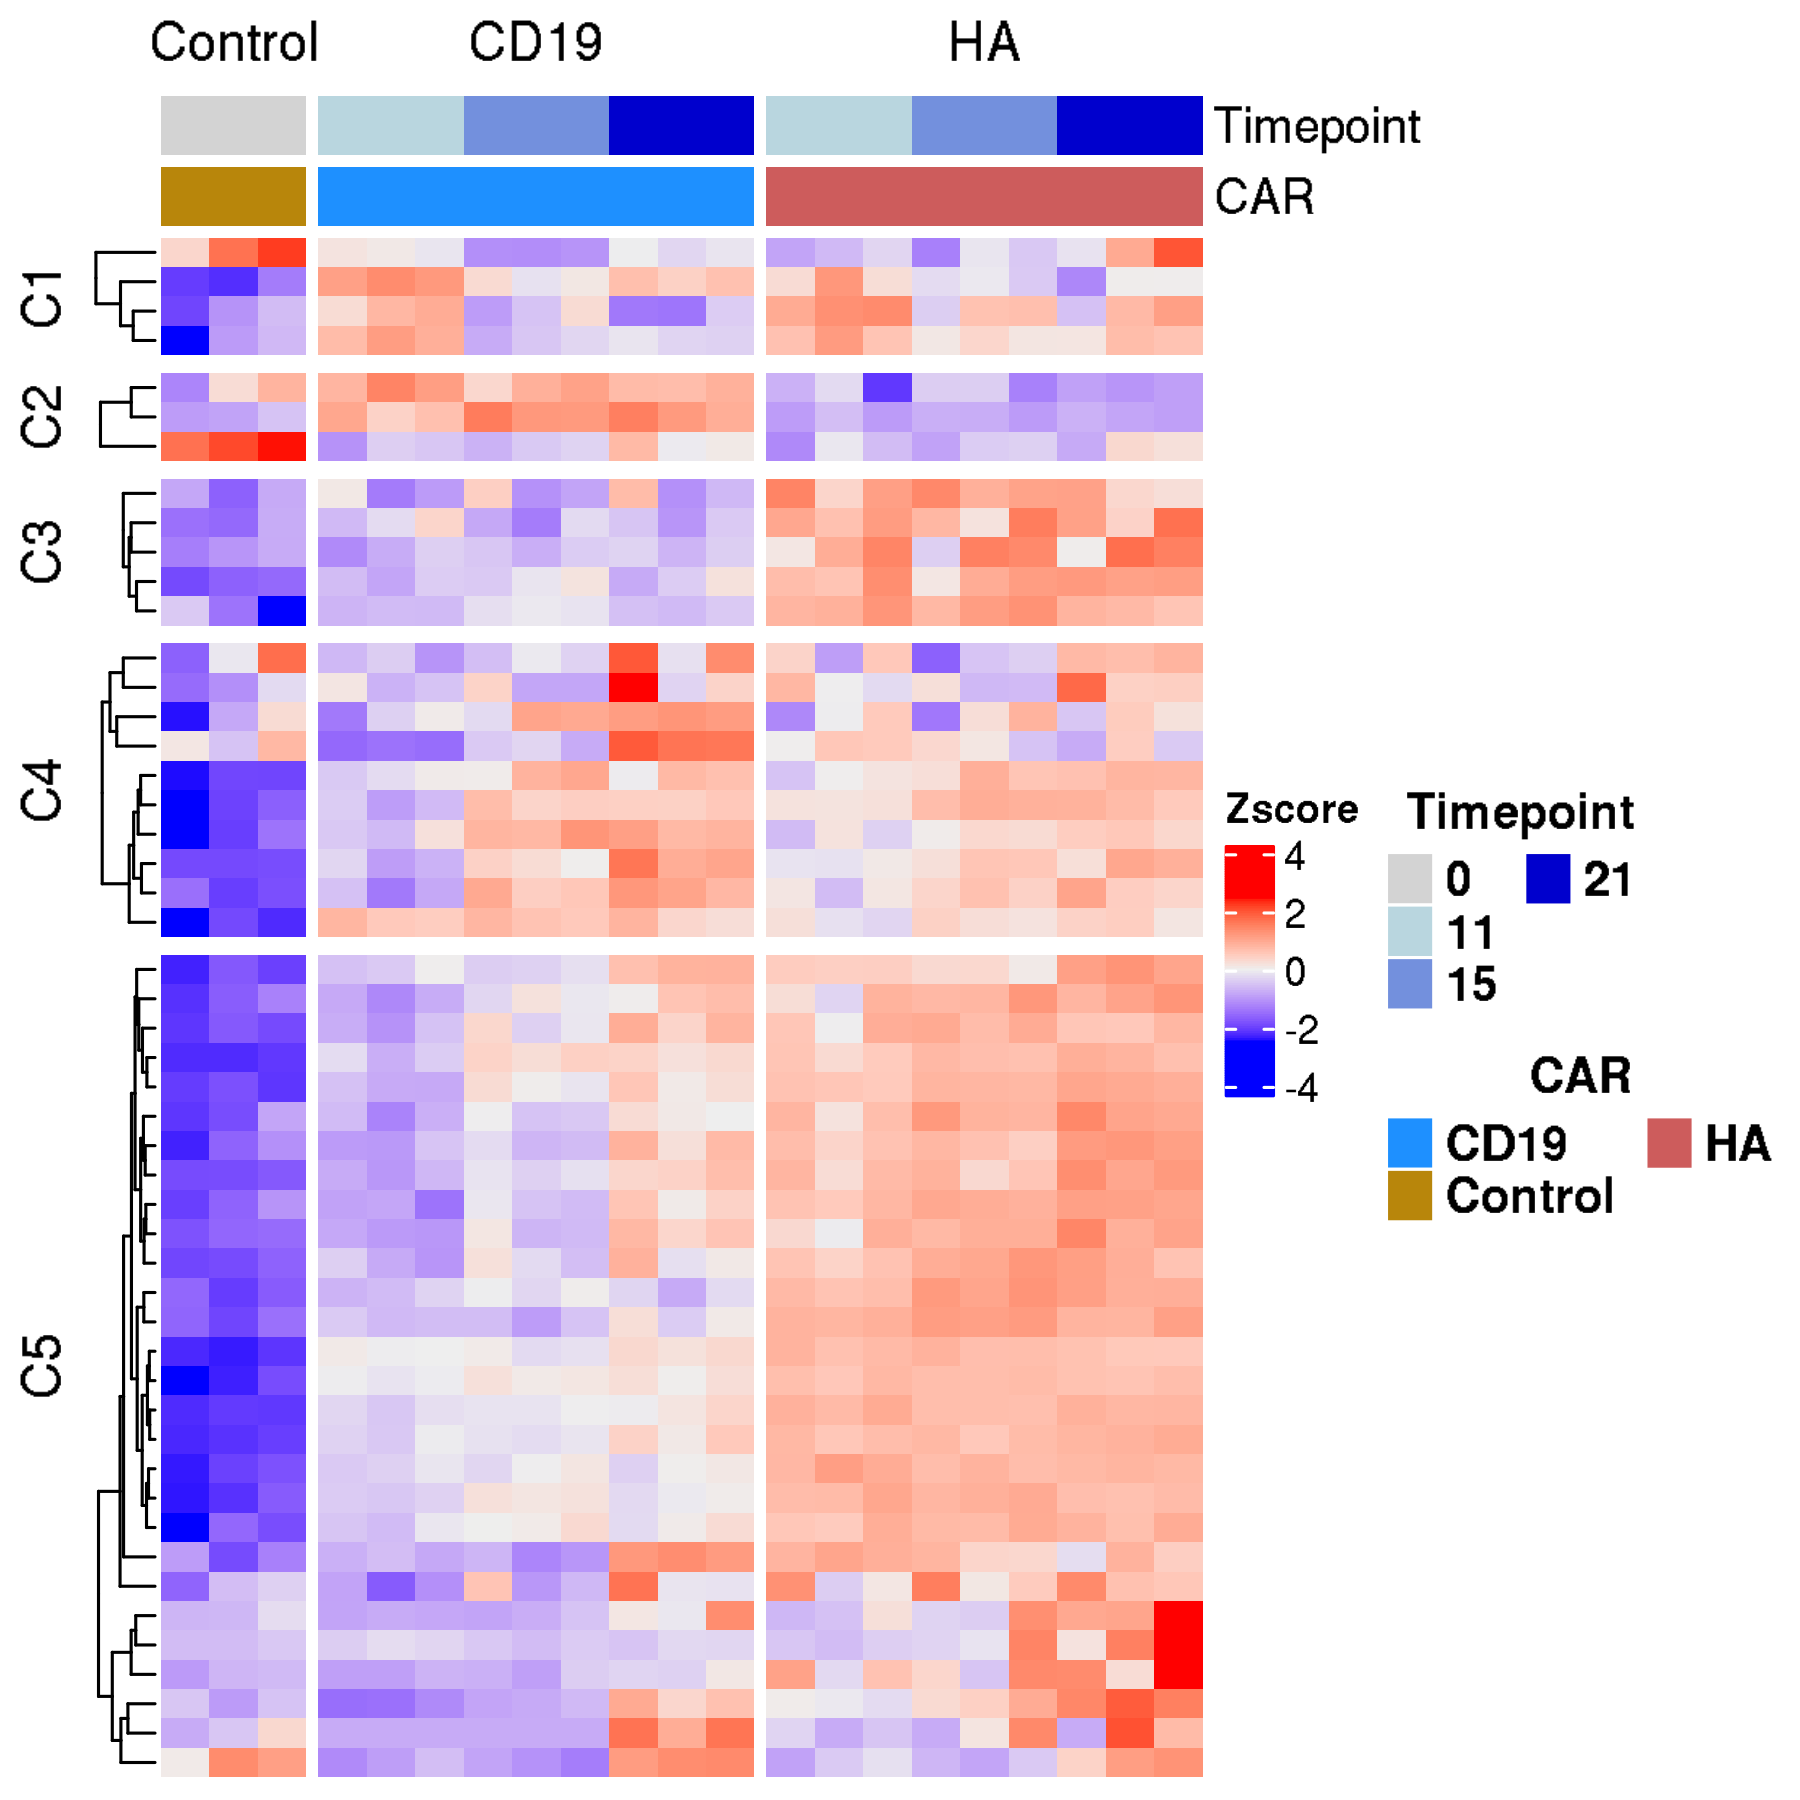 Control CD19 HA
Timepoint
CAR
C1
C2
C3
C4
C5
Zscore
4
2
0
-2
-4
Timepoint
0 21
11
15
CAR
CD19 HA
Control